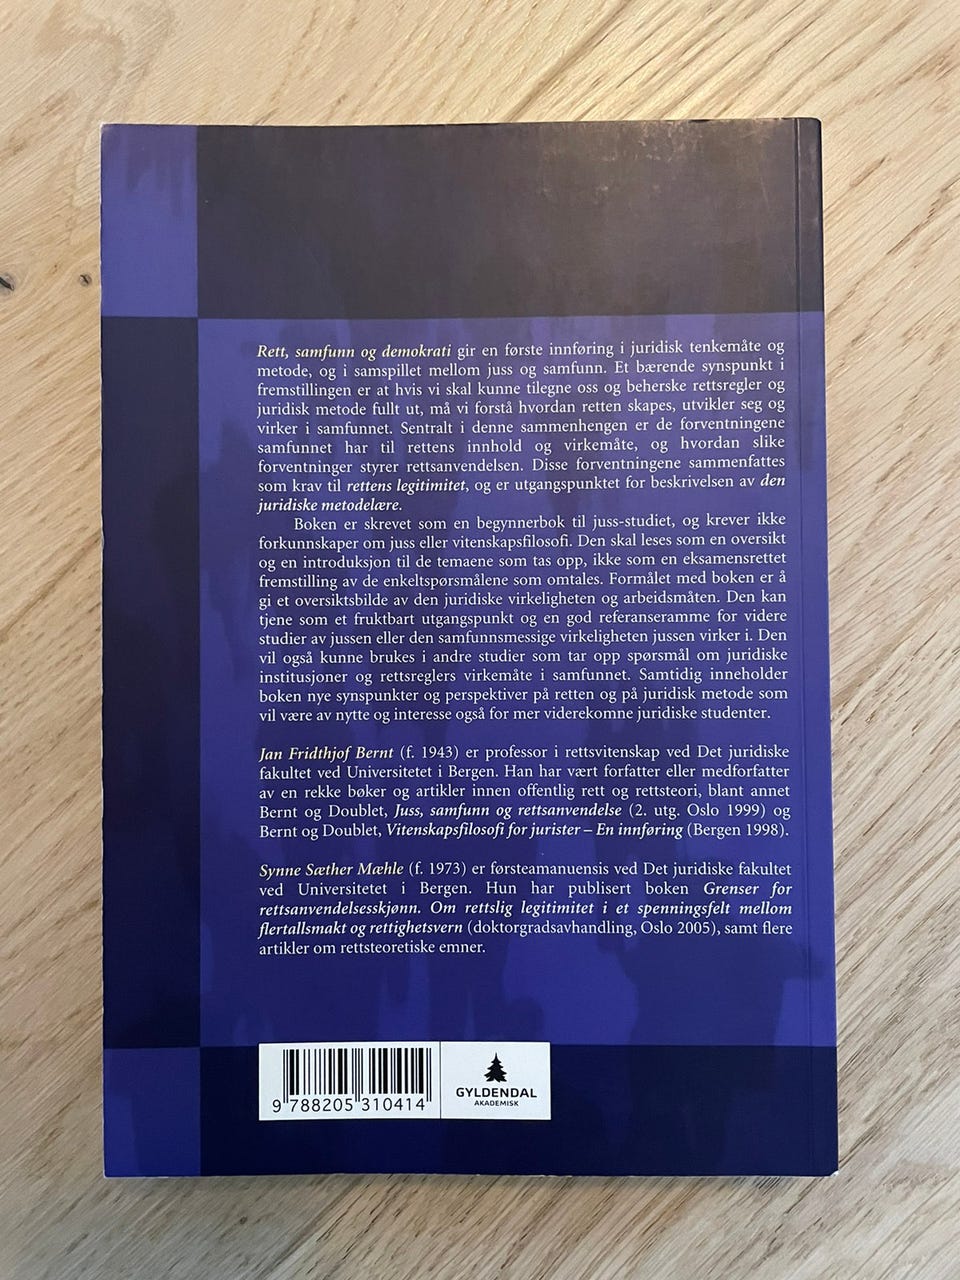 Rett, samfunn og demokrati gir en første innføring i juridisk tenkemåte og
metode, og i samspillet mellom juss og samfunn. Et bærende synspunkt i
fremstillingen er at hvis vi skal kunne tilegne oss og beherske rettsregler og
juridisk metode fullt ut, må vi forstå hvordan retten skapes, utvikler seg og
virker i samfunnet. Sentralt i denne sammenhengen er de forventningene
samfunnet har til rettens innhold og virkemåte, og hvordan slike
forventninger styrer rettsanvendelsen. Disse forventningene sammenfattes
som krav til rettens legitimitet, og er utgangspunktet for beskrivelsen av den
juridiske metodelære.
Boken er skrevet som en begynnerbok til juss-studiet, og krever ikke
forkunnskaper om juss eller vitenskapsfilosofi. Den skal leses som en oversikt
og en introduksjon til de temaene som tas opp, ikke som en eksamensrettet
fremstilling av de enkeltspørsmålene som omtales. Formålet med boken er å
gi et oversiktsbilde av den juridiske virkeligheten og arbeidsmåten. Den kan
tjene som et fruktbart utgangspunkt og en god referanseramme for videre
studier av jussen eller den samfunnsmessige virkeligheten jussen virker i. Den
vil også kunne brukes i andre studier som tar opp spørsmål om juridiske
institusjoner og rettsreglers virkemåte i samfunnet. Samtidig inneholder
boken nye synspunkter og perspektiver på retten og på juridisk metode som
vil være av nytte og interesse også for mer viderekomne juridiske studenter.
Jan Fridthjof Bernt (f. 1943) er professor i rettsvitenskap ved Det juridiske
fakultet ved Universitetet i Bergen. Han har vært forfatter eller medforfatter
av en rekke bøker og artikler innen offentlig rett og rettsteori, blant annet
Bernt og Doublet, Juss, samfunn og rettsanvendelse (2. utg. Oslo 1999) og
Bernt og Doublet, Vitenskapsfilosofi for jurister – En innføring (Bergen 1998).
Synne Sæther Mæhle (f. 1973) er førsteamanuensis ved Det juridiske fakultet
ved Universitetet i Bergen. Hun har publisert boken Grenser for
rettsanvendelsesskjønn. Om rettslig legitimitet i et spenningsfelt mellom
flertallsmakt og rettighetsvern (doktorgradsavhandling, Oslo 2005), samt flere
artikler om rettsteoretiske emner.
9 788205 310414
GYLDENDAL
AKADEMISK